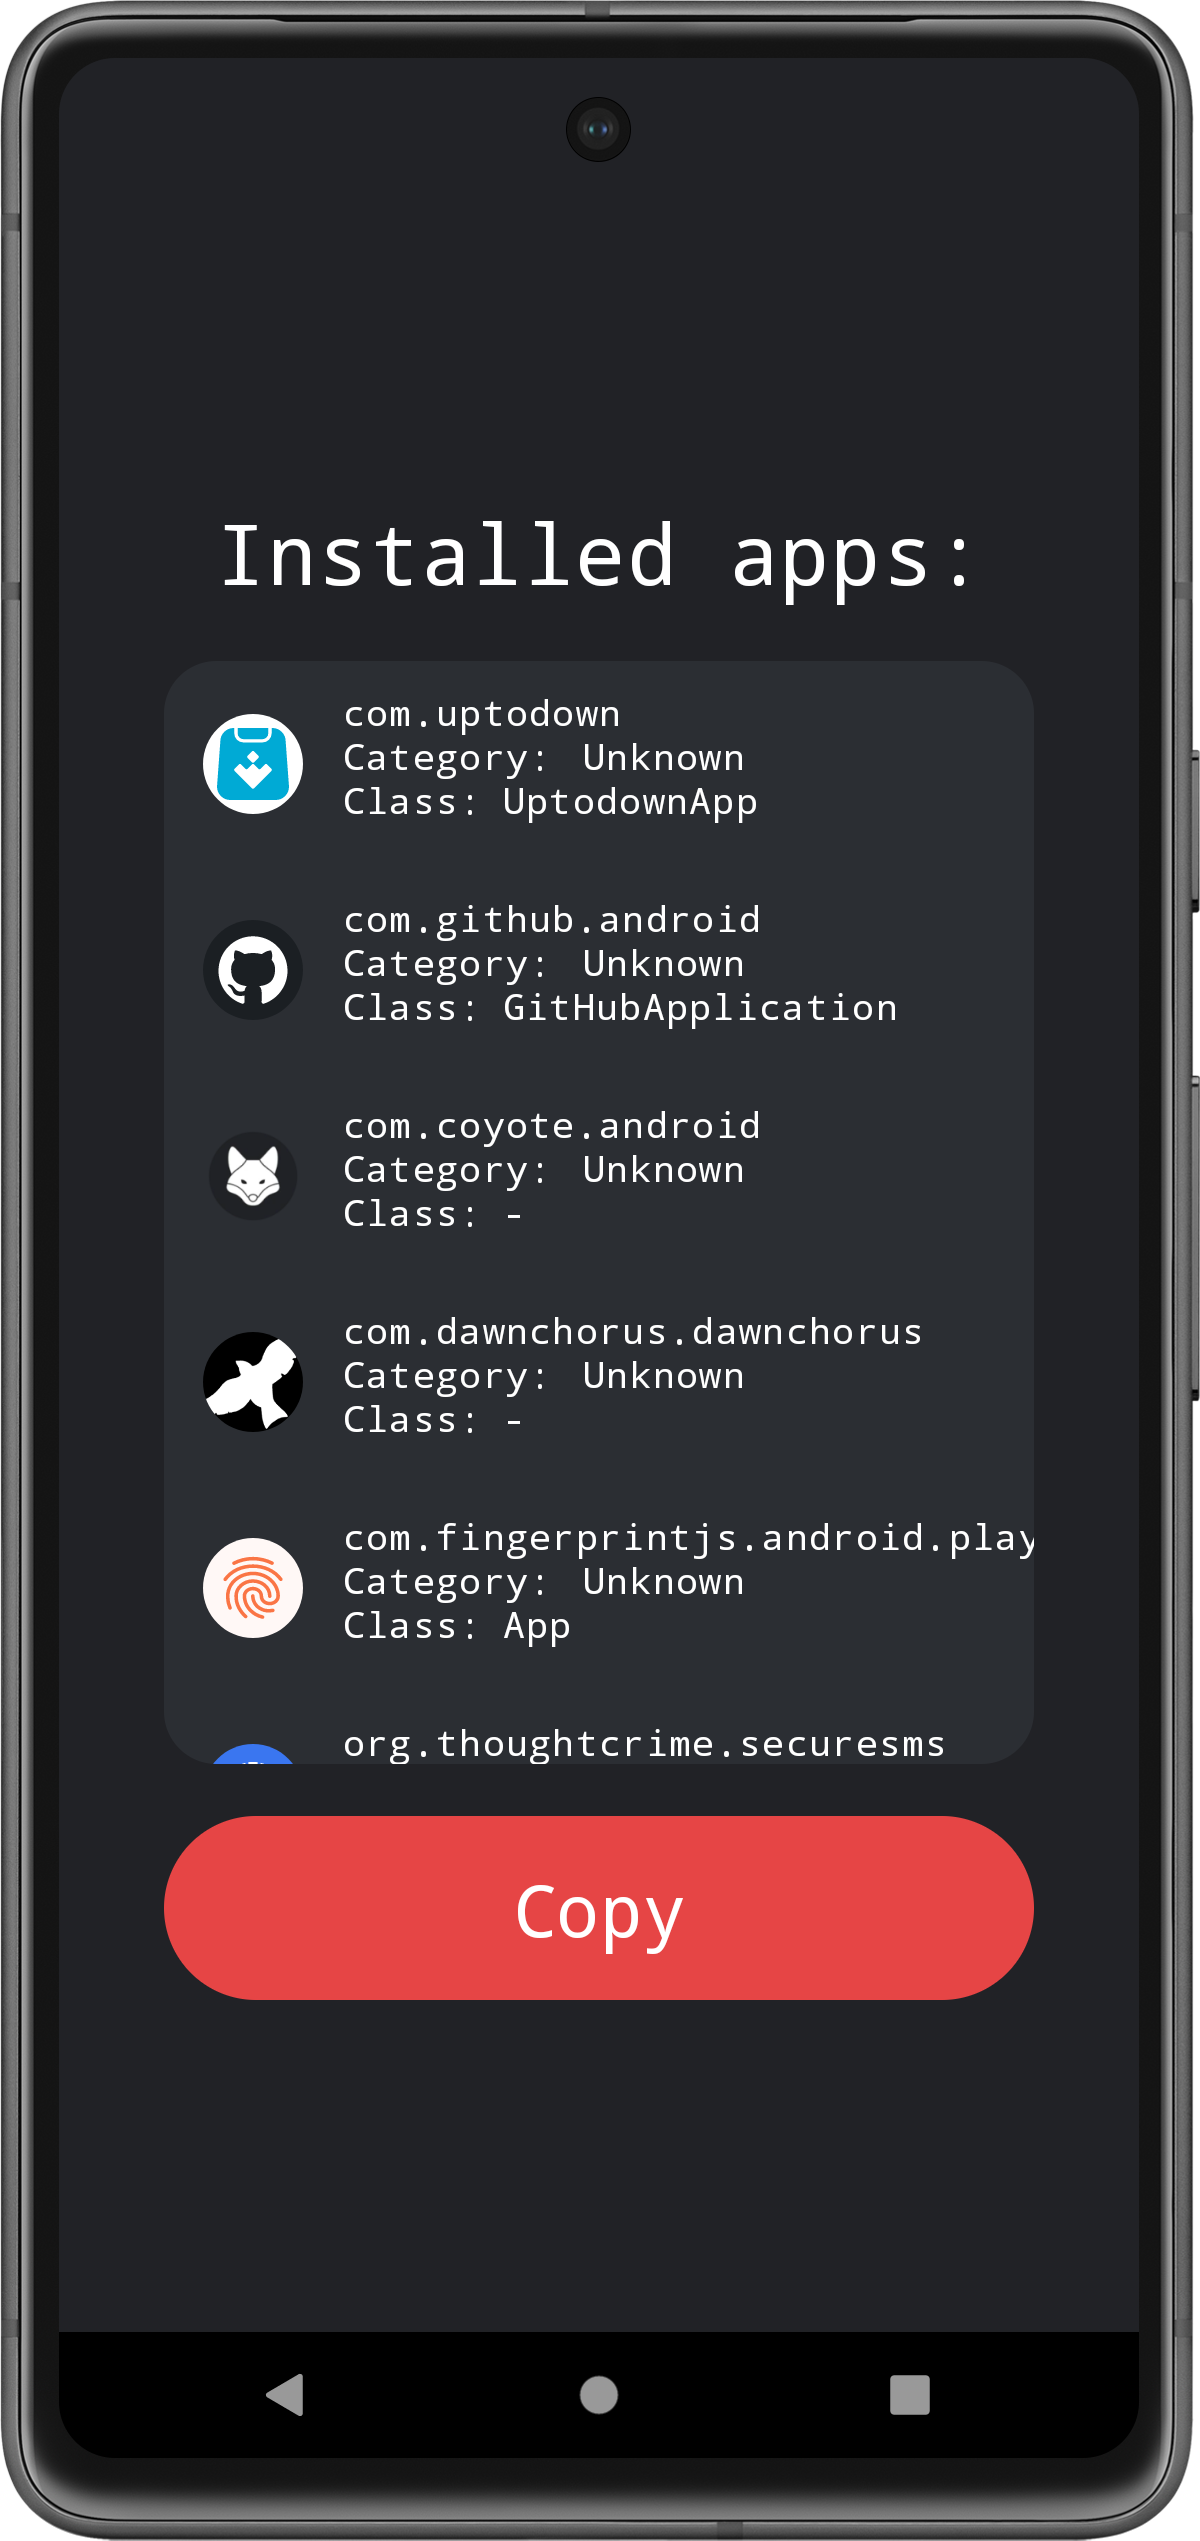 Installed apps:
com.uptodown
Category: Unknown
Class: UptodownApp
com.github.android
Category: Unknown
Class: GitHubApplication
com.coyote.android
Category: Unknown
Class: -
com.dawnchorus.dawnchorus
Category: Unknown
Class: -
com.fingerprintjs.android.play
Category: Unknown
Class: App
org.thoughtcrime.securesms
Copy